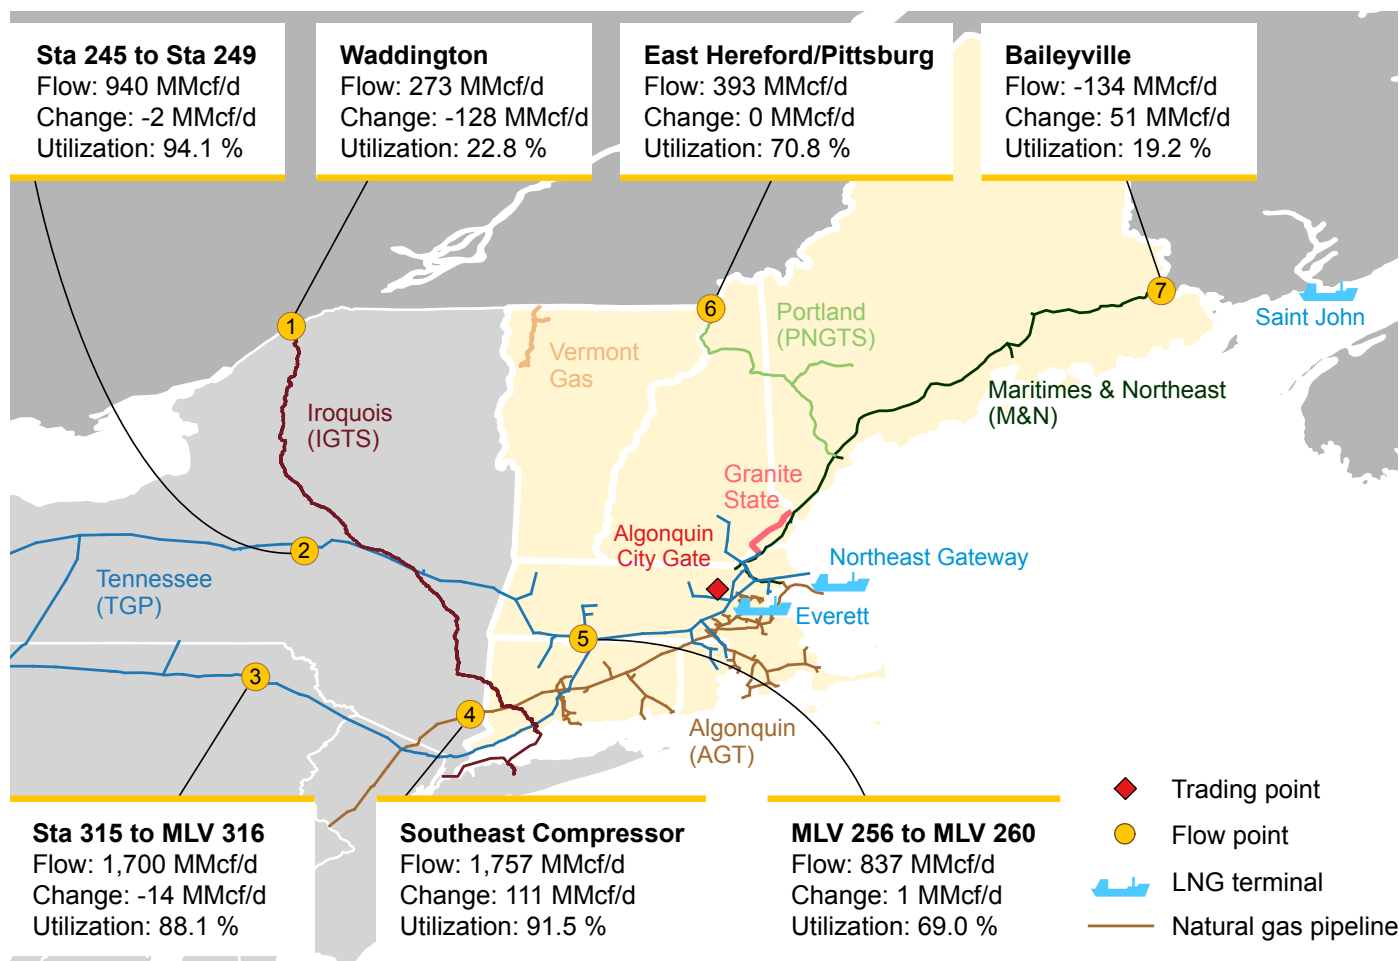 Sta 245 to Sta 249
Flow: 940 MMcf/d
Change: -2 MMcf/d
Utilization: 94.1 %
Waddington
Flow: 273 MMcf/d
Change: -128 MMcf/d
Utilization: 22.8 %
East Hereford/Pittsburg
Flow: 393 MMcf/d
Change: 0 MMcf/d
Utilization: 70.8 %
Baileyville
Flow: -134 MMcf/d
Change: 51 MMcf/d
Utilization: 19.2 %
1
6
7
Saint John
Portland
(PNGTS)
Vermont
Gas
Maritimes & Northeast
(M&N)
Iroquois
(IGTS)
Granite
State
Algonquin
City Gate
2
Northeast Gateway
Tennessee
(TGP)
Everett
5
3
4
Algonquin
(AGT)
Sta 315 to MLV 316
Flow: 1,700 MMcf/d
Change: -14 MMcf/d
Utilization: 88.1 %
Southeast Compressor
Flow: 1,757 MMcf/d
Change: 111 MMcf/d
Utilization: 91.5 %
MLV 256 to MLV 260
Flow: 837 MMcf/d
Change: 1 MMcf/d
Utilization: 69.0 %
Trading point
Flow point
LNG terminal
Natural gas pipeline